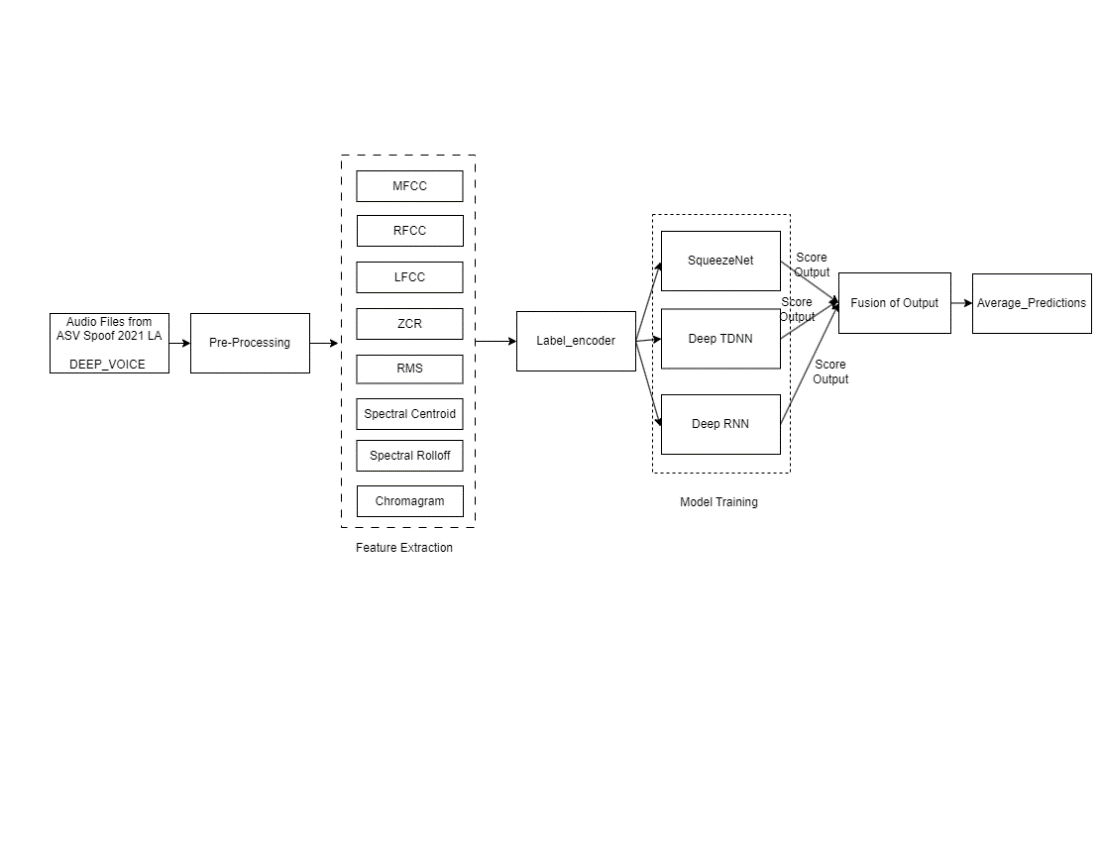 Audio Files from
ASV Spoof 2021 LA
DEEP_VOICE
Pre-Processing
MFCC
RFCC
LFCC
ZCR
RMS
Spectral Centroid
Spectral Rolloff
Chromagram
Feature Extraction
Label_encoder
SqueezeNet
Deep TDNN
Deep RNN
Model Training
Score
Output
Score
Output
Score
Output
Fusion of Output
Average_Predictions